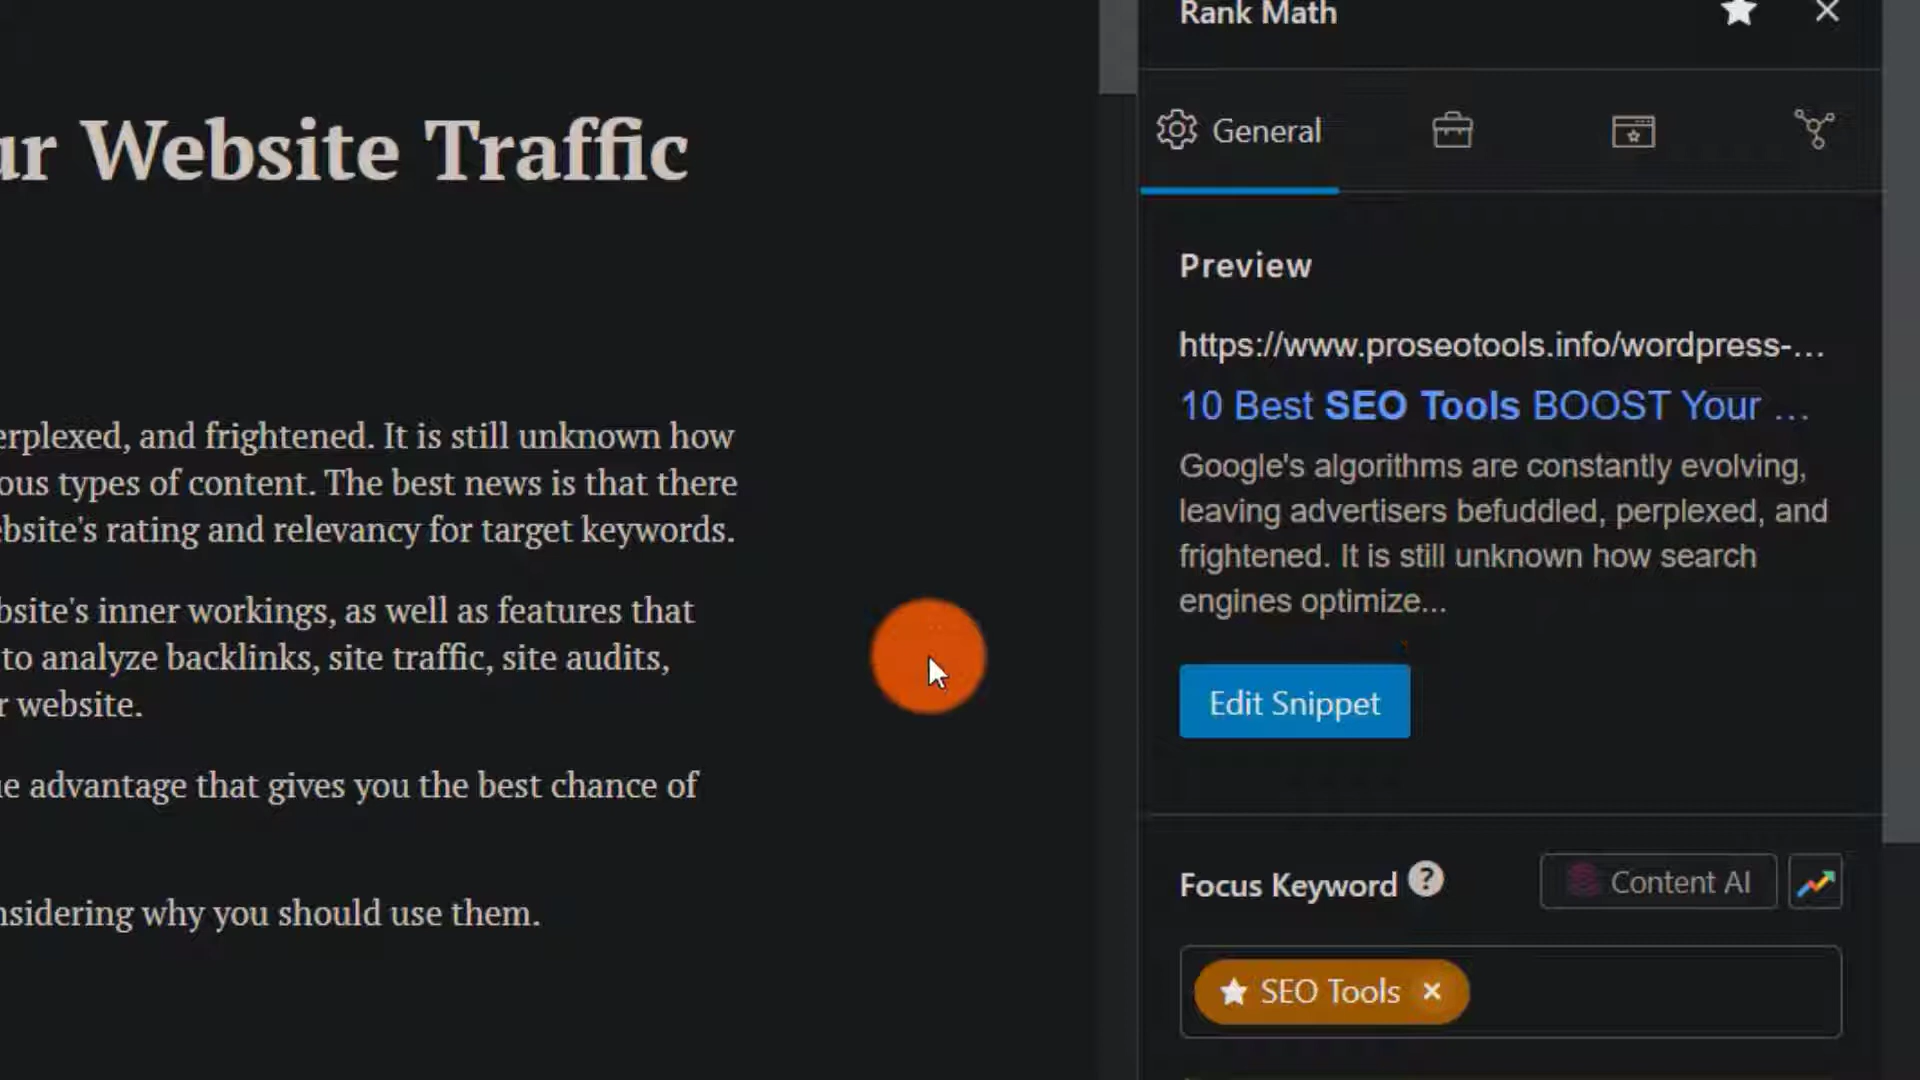 ur Website Traffic
erplexed, and frightened. It is still unknown how
ous types of content. The best news is that there
ebsite's rating and relevancy for target keywords.
bsite's inner workings, as well as features that
to analyze backlinks, site traffic, site audits,
r website.
ue advantage that gives you the best chance of
nsidering why you should use them.
Rank Math
General
Preview
https://www.proseotools.info/wordpress-...
10 Best SEO Tools BOOST Your ...
Google's algorithms are constantly evolving,
leaving advertisers befuddled, perplexed, and
frightened. It is still unknown how search
engines optimize...
Edit Snippet
Focus Keyword ?
Content AI
SEO Tools ×